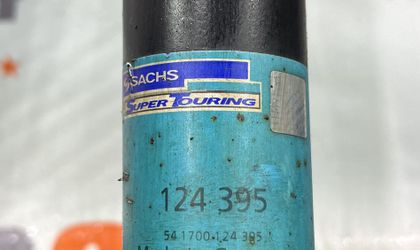 SACHS
SUPER TOURING
124 395
54 1700-124 395